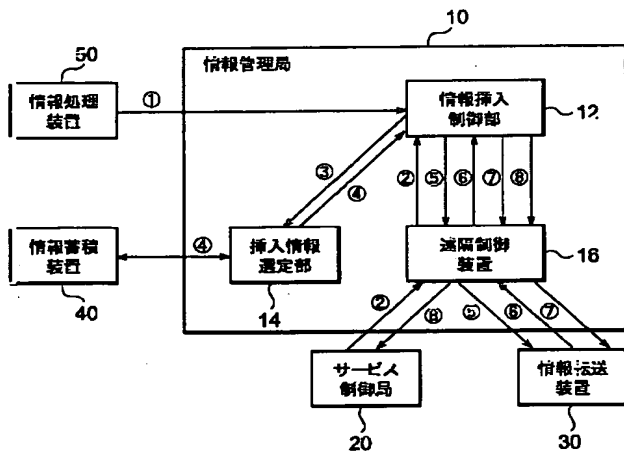 10
50
情報管理局
情報処理
装置
①
情報挿入
制御部
12
③
④
②
⑤
⑥
⑦
⑧
情報蓄積
装置
40
④
挿入情報
選定部
14
遠隔制御
装置
16
②
⑧
⑤
⑥
⑦
サービス
制御局
20
情報転送
装置
30